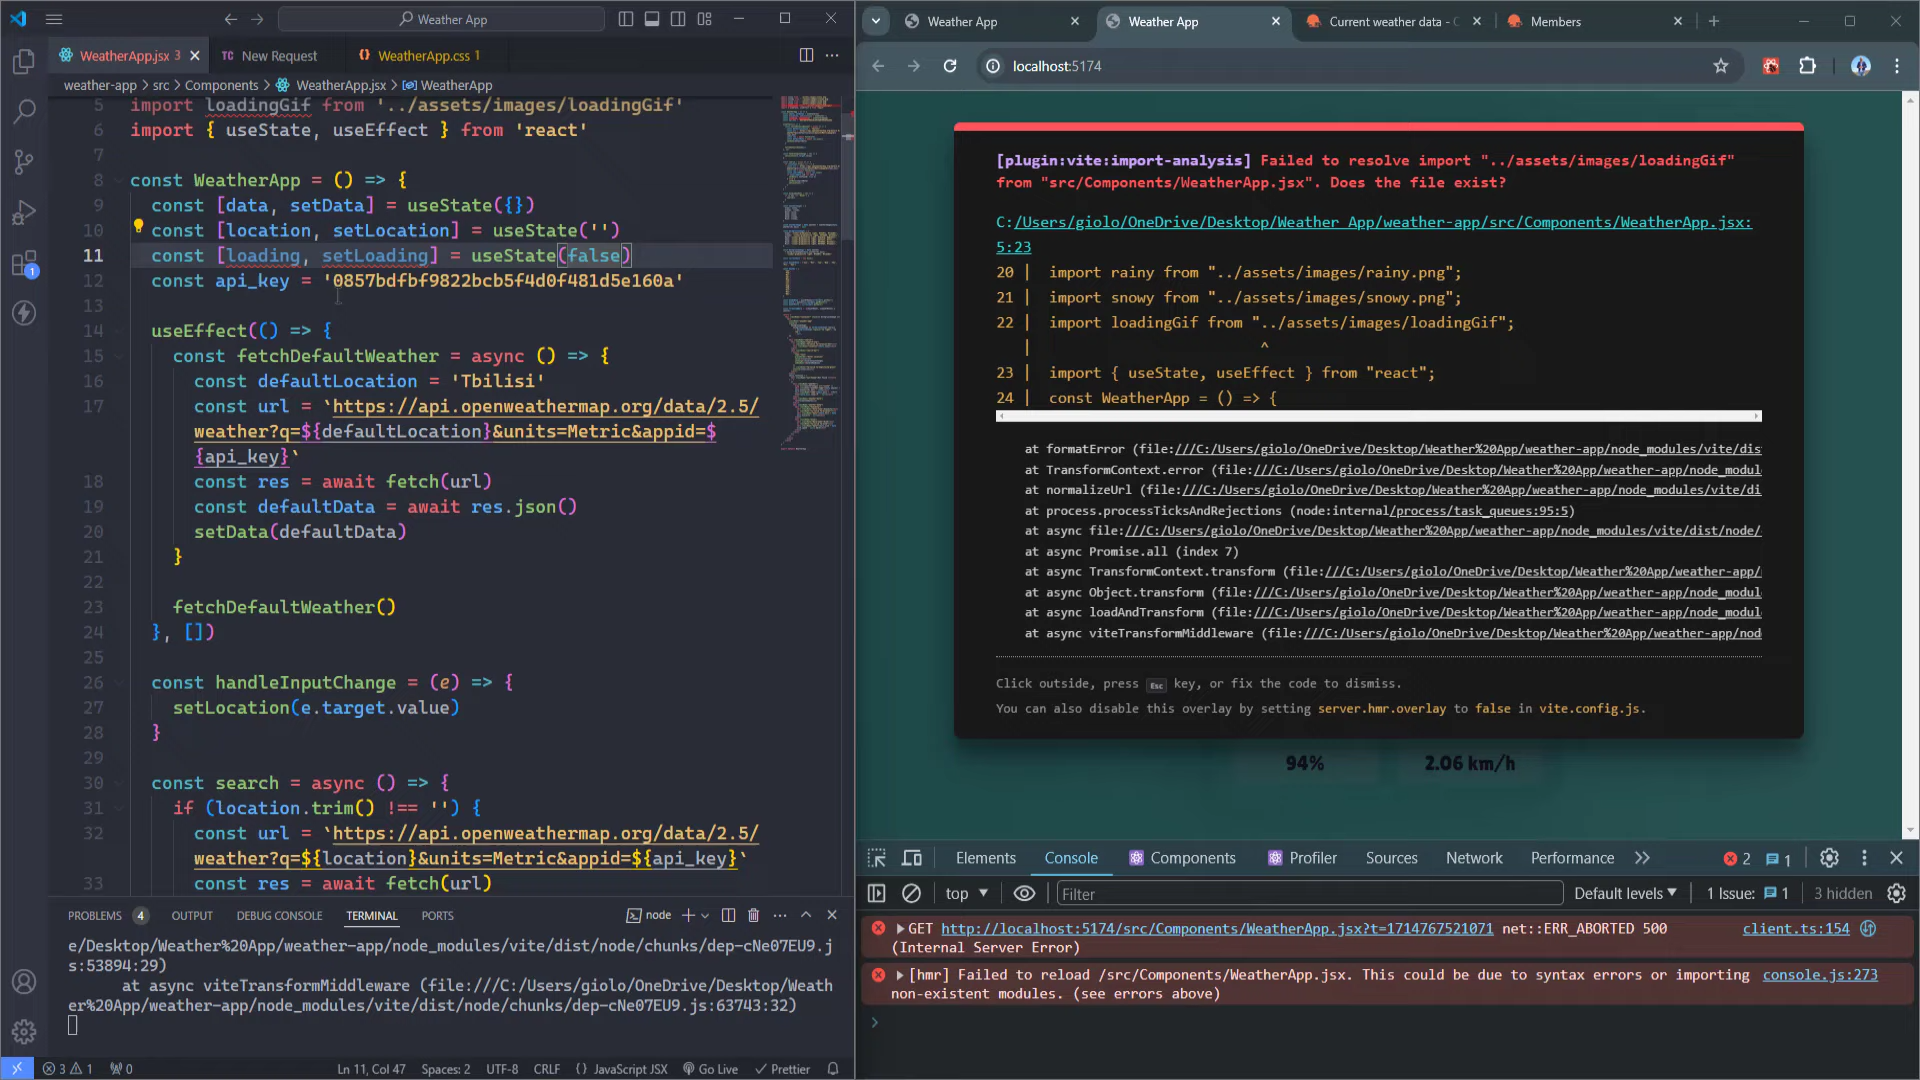 Weather App
WeatherApp.jsx 3
New Request
WeatherApp.css 1
weather-app > src > Components > WeatherApp.jsx > WeatherApp
5 import loadingGif from '../assets/images/loadingGif'
6 import { useState, useEffect } from 'react'
7
8 const WeatherApp = () => {
9 const [data, setData] = useState({})
10 const [location, setLocation] = useState('')
11 const [loading, setLoading] = useState(false)
12 const api_key = '0857bdfbf9822bcb5f4d0f481d5e160a'
13
14 useEffect(() => {
15 const fetchDefaultWeather = async () => {
16 const defaultLocation = 'Tbilisi'
17 const url = `https://api.openweathermap.org/data/2.5/
weather?q=${defaultLocation}&units=Metric&appid=$
{api_key}`
18 const res = await fetch(url)
19 const defaultData = await res.json()
20 setData(defaultData)
21 }
22
23 fetchDefaultWeather()
24 }, [])
25
26 const handleInputChange = (e) => {
27 setLocation(e.target.value)
28 }
29
30 const search = async () => {
31 if (location.trim() !== '') {
32 const url = `https://api.openweathermap.org/data/2.5/
weather?q=${location}&units=Metric&appid=${api_key}`
33 const res = await fetch(url)
PROBLEMS 4 OUTPUT DEBUG CONSOLE TERMINAL PORTS node
e/Desktop/Weather%20App/weather-app/node_modules/vite/dist/node/chunks/dep-cNe07EU9.j
s:53894:29)
at async viteTransformMiddleware (file:///C:/Users/giolo/OneDrive/Desktop/Weath
er%20App/weather-app/node_modules/vite/dist/node/chunks/dep-cNe07EU9.js:63743:32)
3 1 0 Ln 11, Col 47 Spaces: 2 UTF-8 CRLF { } JavaScript JSX Go Live Prettier
1
Weather App
Weather App
Current weather data - O
Members
localhost:5174
[plugin:vite:import-analysis] Failed to resolve import "../assets/images/loadingGif"
from "src/Components/WeatherApp.jsx". Does the file exist?
C:/Users/giolo/OneDrive/Desktop/Weather App/weather-app/src/Components/WeatherApp.jsx:
5:23
20 | import rainy from "../assets/images/rainy.png";
21 | import snowy from "../assets/images/snowy.png";
22 | import loadingGif from "../assets/images/loadingGif";
| ^
23 | import { useState, useEffect } from "react";
24 | const WeatherApp = () => {
at formatError (file:///C:/Users/giolo/OneDrive/Desktop/Weather%20App/weather-app/node_modules/vite/dis
at TransformContext.error (file:///C:/Users/giolo/OneDrive/Desktop/Weather%20App/weather-app/node_modul
at normalizeUrl (file:///C:/Users/giolo/OneDrive/Desktop/Weather%20App/weather-app/node_modules/vite/di
at process.processTicksAndRejections (node:internal/process/task_queues:95:5)
at async file:///C:/Users/giolo/OneDrive/Desktop/Weather%20App/weather-app/node_modules/vite/dist/node/
at async Promise.all (index 7)
at async TransformContext.transform (file:///C:/Users/giolo/OneDrive/Desktop/Weather%20App/weather-app/
at async Object.transform (file:///C:/Users/giolo/OneDrive/Desktop/Weather%20App/weather-app/node_modul
at async loadAndTransform (file:///C:/Users/giolo/OneDrive/Desktop/Weather%20App/weather-app/node_modul
at async viteTransformMiddleware (file:///C:/Users/giolo/OneDrive/Desktop/Weather%20App/weather-app/nod
Click outside, press Esc key, or fix the code to dismiss.
You can also disable this overlay by setting server.hmr.overlay to false in vite.config.js.
94% 2.06 km/h
Elements Console Components Profiler Sources Network Performance 2 1
top Filter Default levels 1 Issue: 1 3 hidden
GET http://localhost:5174/src/Components/WeatherApp.jsx?t=1714767521071 net::ERR_ABORTED 500 client.ts:154
(Internal Server Error)
[hmr] Failed to reload /src/Components/WeatherApp.jsx. This could be due to syntax errors or importing console.js:273
non-existent modules. (see errors above)